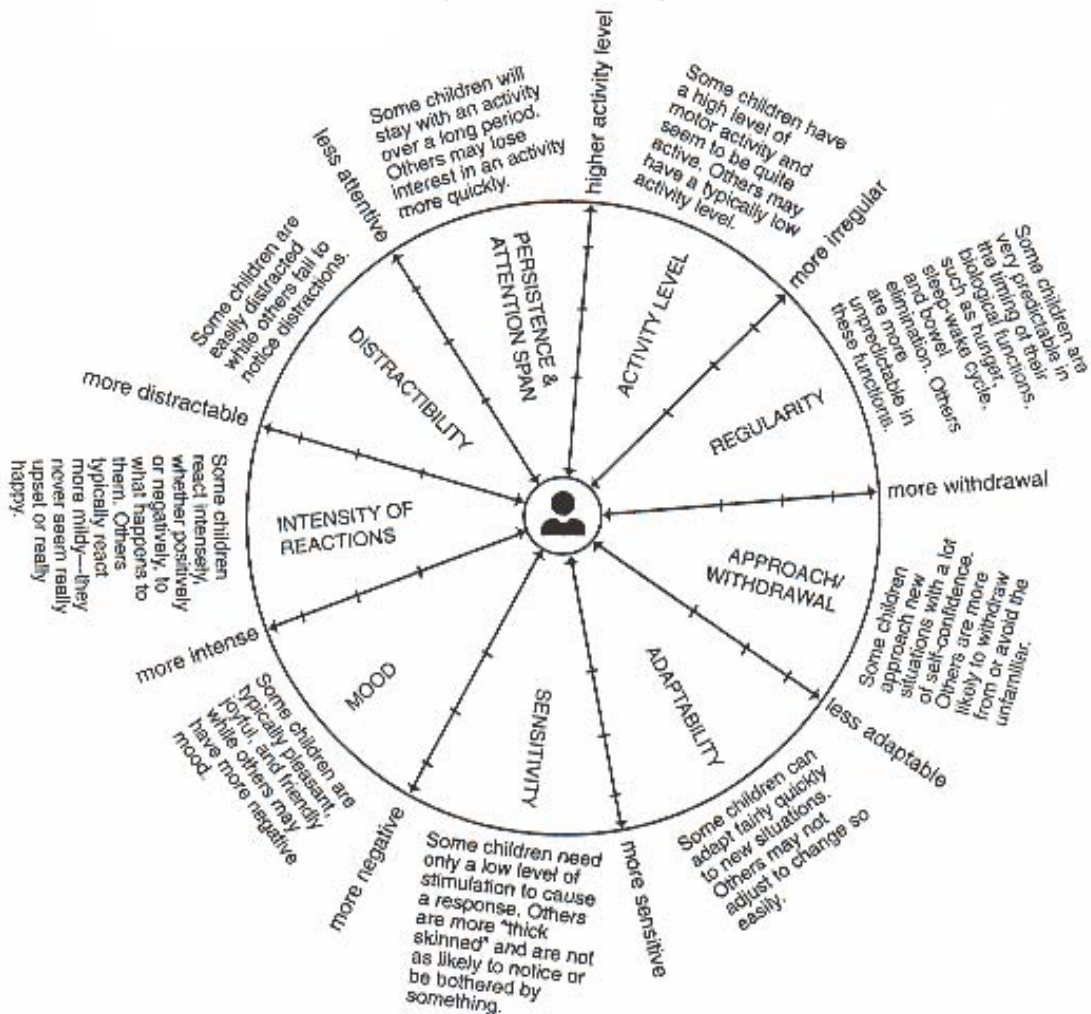 higher activity level
ACTIVITY LEVEL
Some children have
a high level of
motor activity and
seem to be quite
active. Others may
have a typically low
activity level.
more irregular
REGULARITY
Some children are
very predictable in
the timing of their
biological functions,
such as hunger,
sleep-wake cycle,
and bowel
elimination. Others
are more
unpredictable in
these functions.
more withdrawal
APPROACH/
WITHDRAWAL
Some children
approach new
situations with a lot
of self-confidence.
Others are more
likely to withdraw
from or avoid the
unfamiliar.
less adaptable
ADAPTABILITY
Some children can
adapt fairly quickly
to new situations.
Others may not
adjust to change so
easily.
more sensitive
SENSITIVITY
Some children need
only a low level of
stimulation to cause
a response. Others
are more "thick
skinned" and are not
as likely to notice or
be bothered by
something.
more negative
MOOD
Some children are
typically pleasant,
joyful, and friendly
while others may
have more negative
mood.
more intense
INTENSITY OF
REACTIONS
Some children
react intensely,
whether positively
or negatively, to
what happens to
them. Others
typically react
more mildly—they
never seem really
upset or really
happy.
more distractable
DISTRACTIBILITY
Some children are
easily distracted
while others fail to
notice distractions.
less attentive
PERSISTENCE &
ATTENTION SPAN
Some children will
stay with an activity
over a long period.
Others may lose
interest in an activity
more quickly.